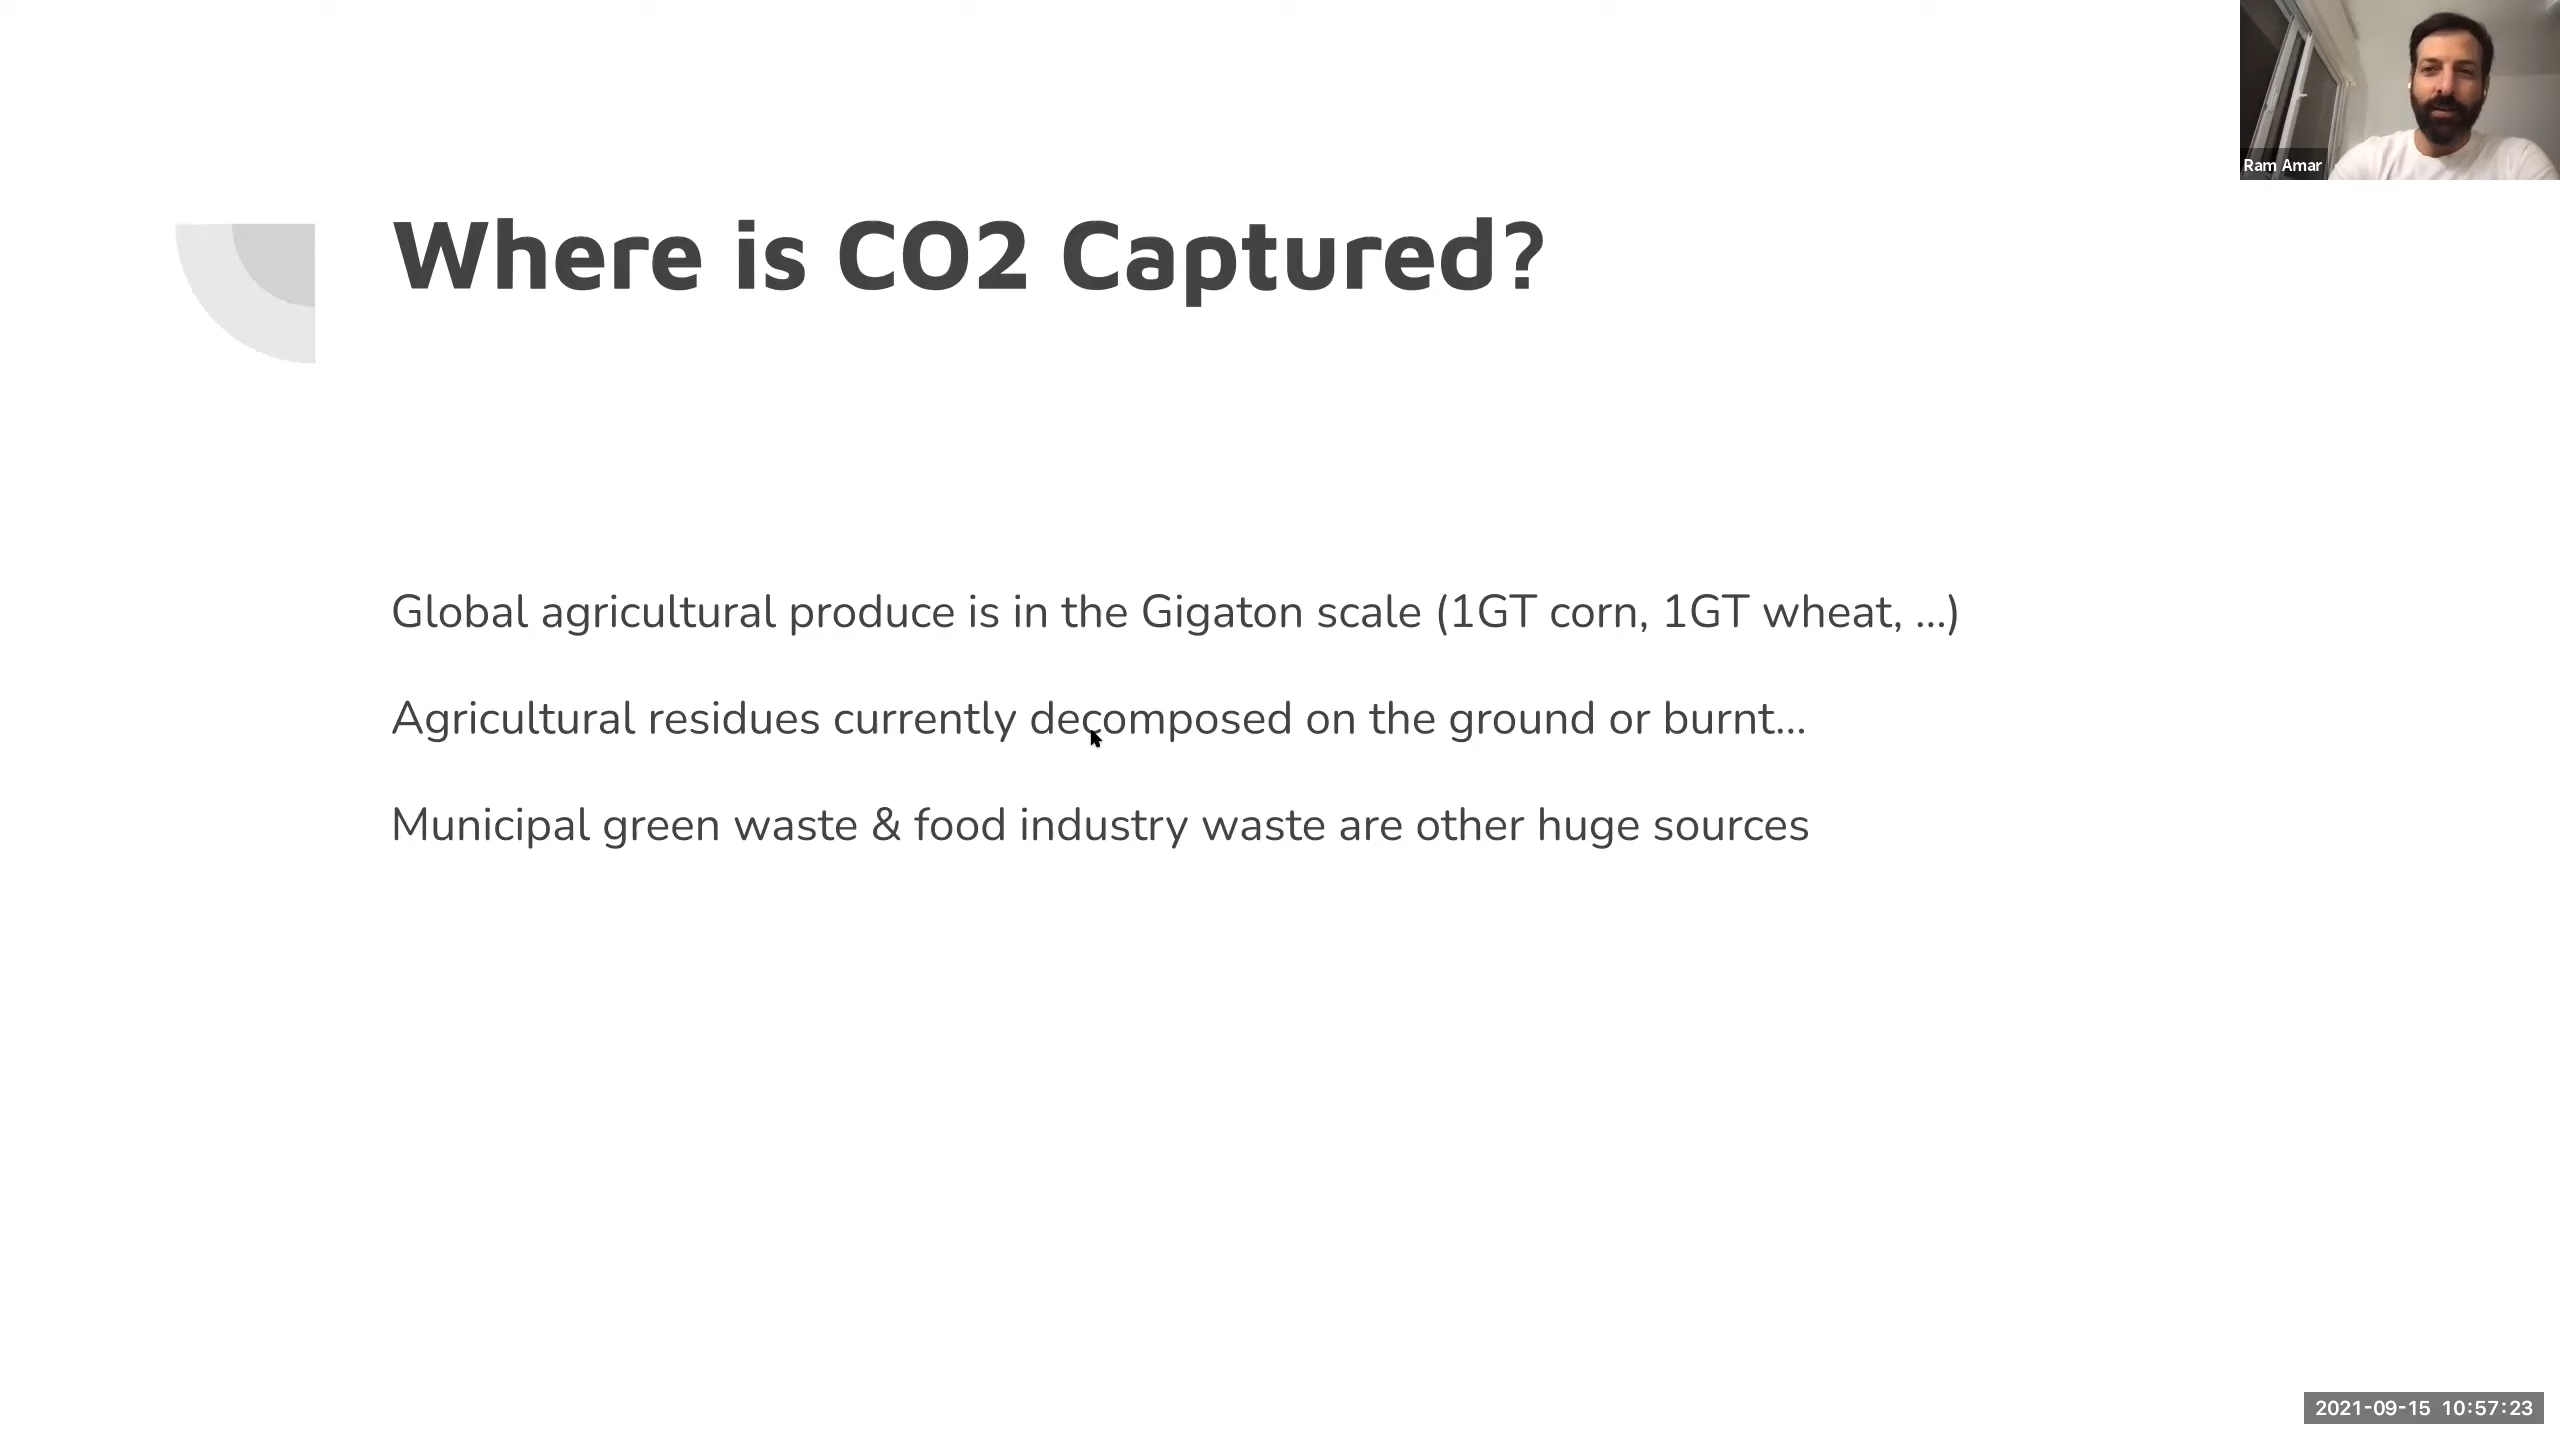 Ram Amar
Where is CO2 Captured?
Global agricultural produce is in the Gigaton scale (1GT corn, 1GT wheat, ...)
Agricultural residues currently decomposed on the ground or burnt...
Municipal green waste & food industry waste are other huge sources
2021-09-15 10:57:23